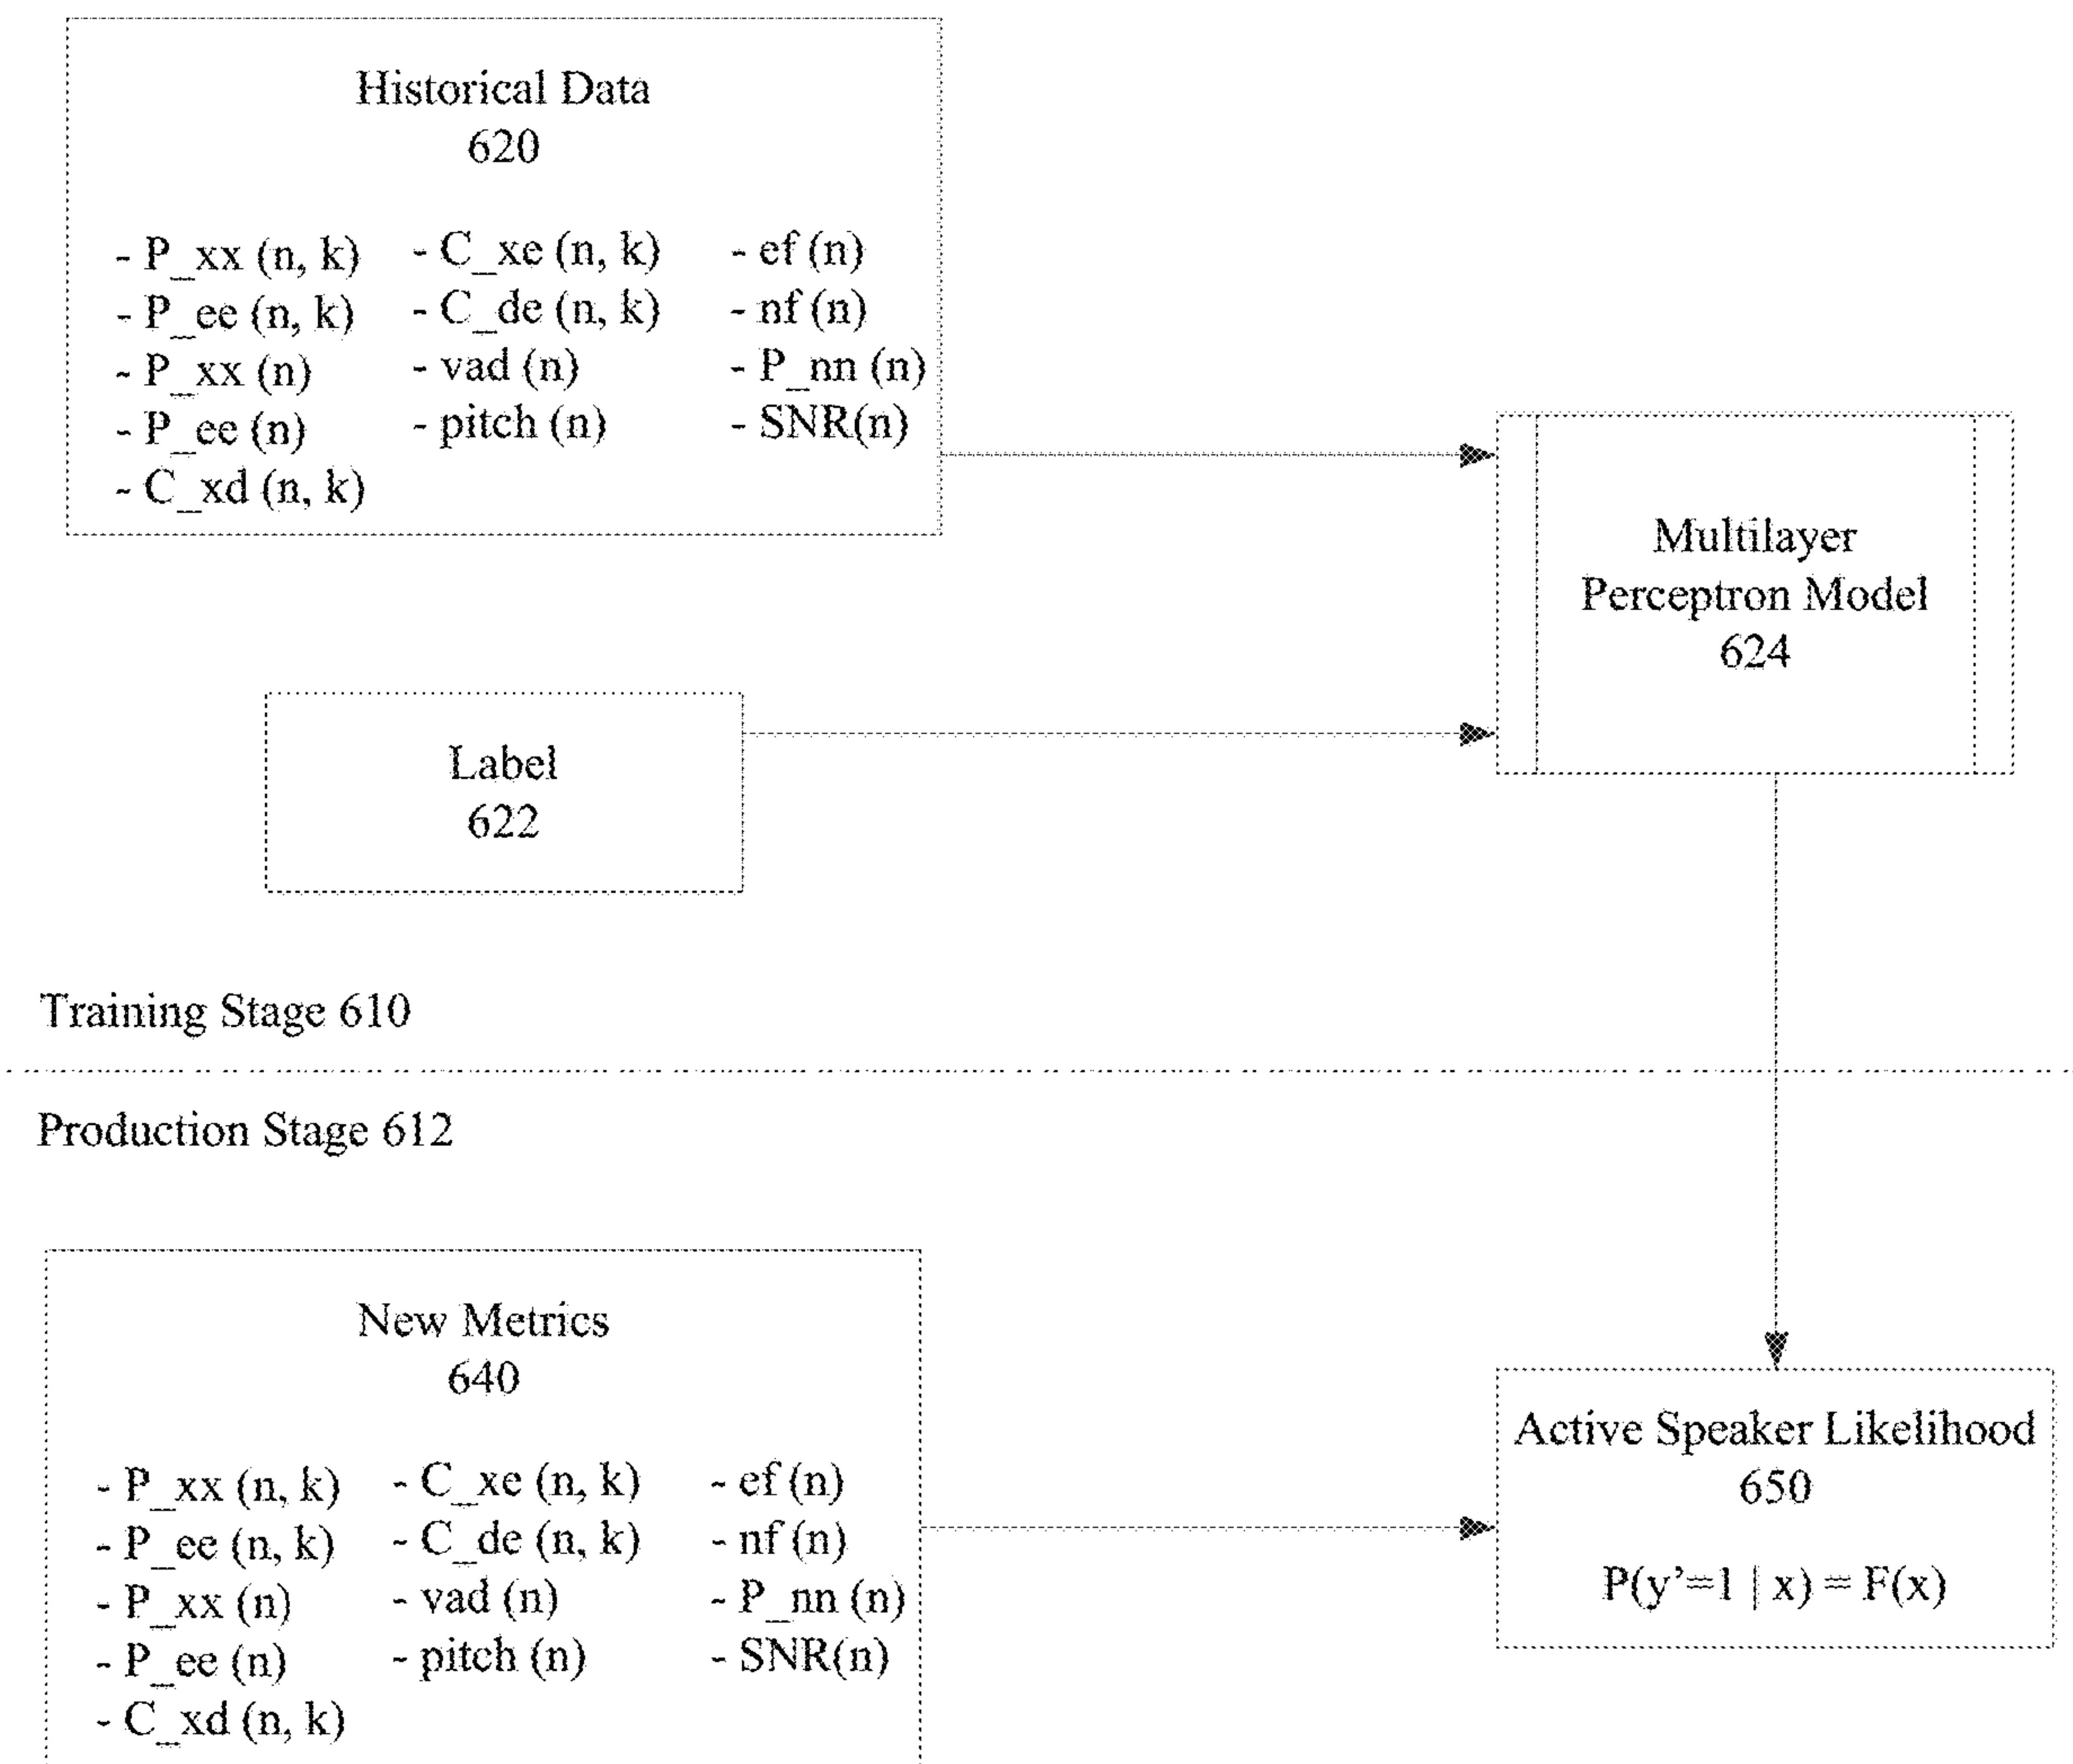 Historical Data
620
- P_xx (n, k)
- P_ee (n, k)
- P_xx (n)
- P_ee (n)
- C_xd (n, k)
- C_xe (n, k)
- C_de (n, k)
- vad (n)
- pitch (n)
- ef (n)
- nf (n)
- P_nn (n)
- SNR(n)
Multilayer
Perceptron Model
624
Label
622
Training Stage 610
Production Stage 612
New Metrics
640
- P_xx (n, k)
- P_ee (n, k)
- P_xx (n)
- P_ee (n)
- C_xd (n, k)
- C_xe (n, k)
- C_de (n, k)
- vad (n)
- pitch (n)
- ef (n)
- nf (n)
- P_nn (n)
- SNR(n)
Active Speaker Likelihood
650
P(y’=1 | x) = F(x)